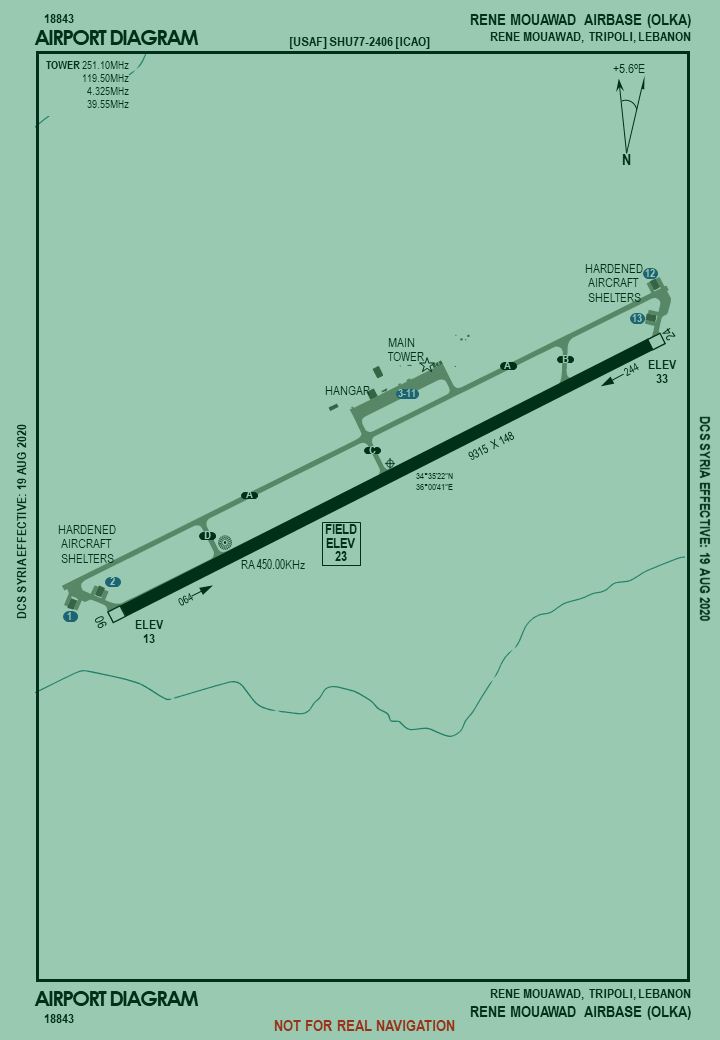 18843
AIRPORT DIAGRAM
[USAF] SHU77-2406 [ICAO]
RENE MOUAWAD AIRBASE (OLKA)
RENE MOUAWAD, TRIPOLI, LEBANON
TOWER 251.10MHz
119.50MHz
4.325MHz
39.55MHz
+5.6ºE
N
HARDENED
AIRCRAFT
SHELTERS
12
13
24
ELEV
33
244
MAIN
TOWER
HANGAR
3-11
A
B
C
9315 X 148
34°35'22"N
36°00'41"E
A
D
FIELD
ELEV
23
RA 450.00KHz
HARDENED
AIRCRAFT
SHELTERS
2
1
06
064
ELEV
13
DCS SYRIA EFFECTIVE: 19 AUG 2020
DCS SYRIA EFFECTIVE: 19 AUG 2020
AIRPORT DIAGRAM
18843
NOT FOR REAL NAVIGATION
RENE MOUAWAD, TRIPOLI, LEBANON
RENE MOUAWAD AIRBASE (OLKA)